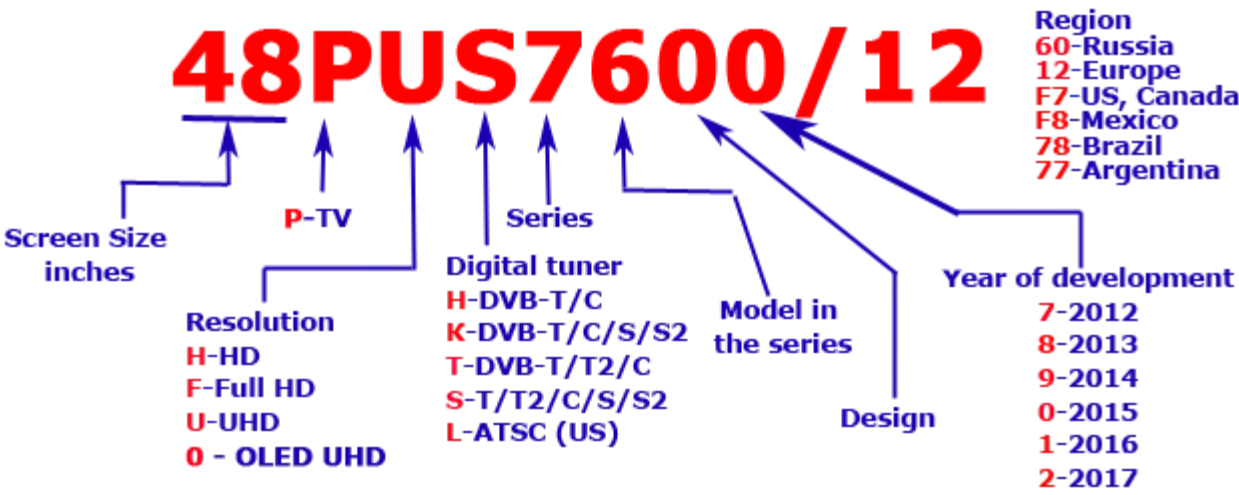 48PUS7600/12
Region
60-Russia
12-Europe
F7-US, Canada
F8-Mexico
78-Brazil
77-Argentina
Screen Size
inches
P-TV
Series
Resolution
H-HD
F-Full HD
U-UHD
0 - OLED UHD
Digital tuner
H-DVB-T/C
K-DVB-T/C/S/S2
T-DVB-T/T2/C
S-T/T2/C/S/S2
L-ATSC (US)
Model in
the series
Design
Year of development
7-2012
8-2013
9-2014
0-2015
1-2016
2-2017